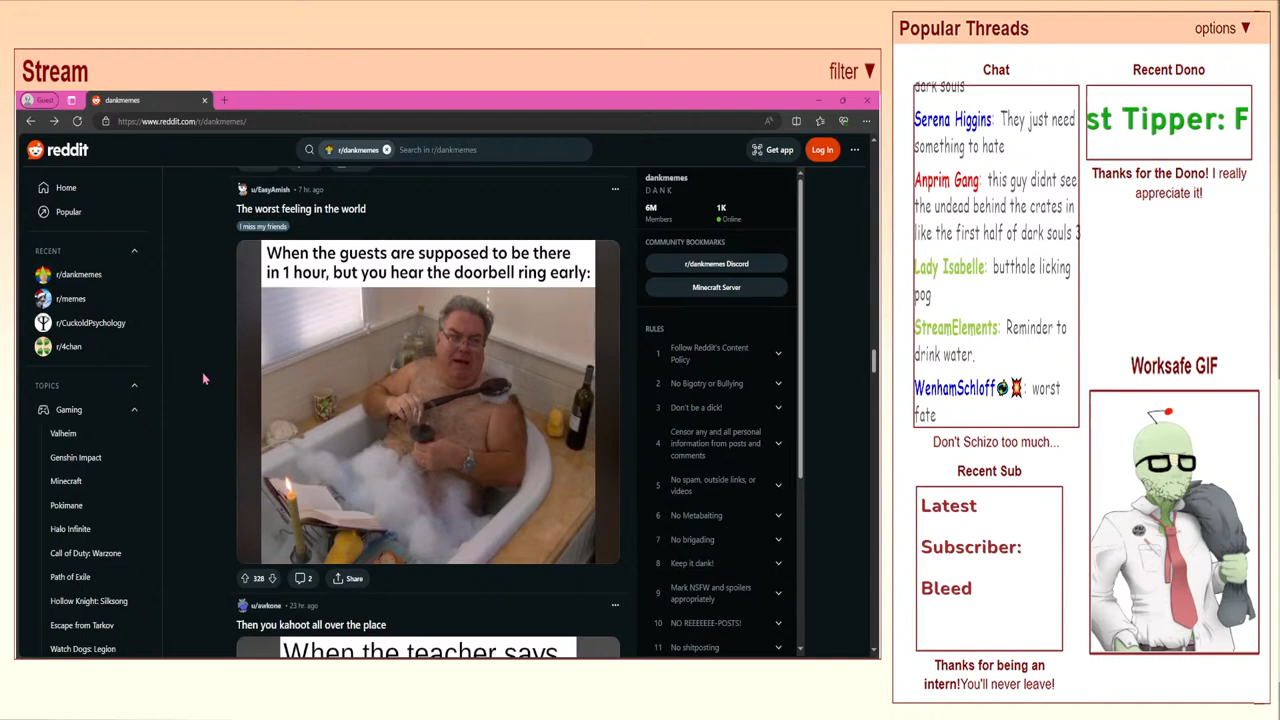 Stream
filter ▼
Guest
dankmemes
https://www.reddit.com/r/dankmemes/
reddit
r/dankmemes
Search in r/dankmemes
Get app
Log In
Home
Popular
RECENT
r/dankmemes
r/memes
r/CuckoldPsychology
r/4chan
TOPICS
Gaming
Valheim
Genshin Impact
Minecraft
Pokimane
Halo Infinite
Call of Duty: Warzone
Path of Exile
Hollow Knight: Silksong
Escape from Tarkov
Watch Dogs: Legion
u/EasyAmish • 7 hr. ago
The worst feeling in the world
I miss my friends
When the guests are supposed to be there
in 1 hour, but you hear the doorbell ring early:
328
2
Share
u/awkone • 23 hr. ago
Then you kahoot all over the place
When the teacher says
dankmemes
D A N K
6M
1K
Members
Online
COMMUNITY BOOKMARKS
r/dankmemes Discord
Minecraft Server
RULES
1 Follow Reddit's Content
Policy
2 No Bigotry or Bullying
3 Don't be a dick!
4 Censor any and all personal
information from posts and
comments
5 No spam, outside links, or
videos
6 No Metabaiting
7 No brigading
8 Keep it dank!
9 Mark NSFW and spoilers
appropriately
10 NO REEEEEE-POSTS!
11 No shitposting
Popular Threads
options ▼
Chat
dark souls
Serena Higgins: They just need
something to hate
Anprim Gang: this guy didnt see
the undead behind the crates in
like the first half of dark souls 3
Lady Isabelle: butthole licking
pog
StreamElements: Reminder to
drink water.
WenhamSchloff: worst
fate
Don't Schizo too much...
Recent Sub
Latest
Subscriber:
Bleed
Thanks for being an
intern!You'll never leave!
Recent Dono
st Tipper: F
Thanks for the Dono! I really
appreciate it!
Worksafe GIF